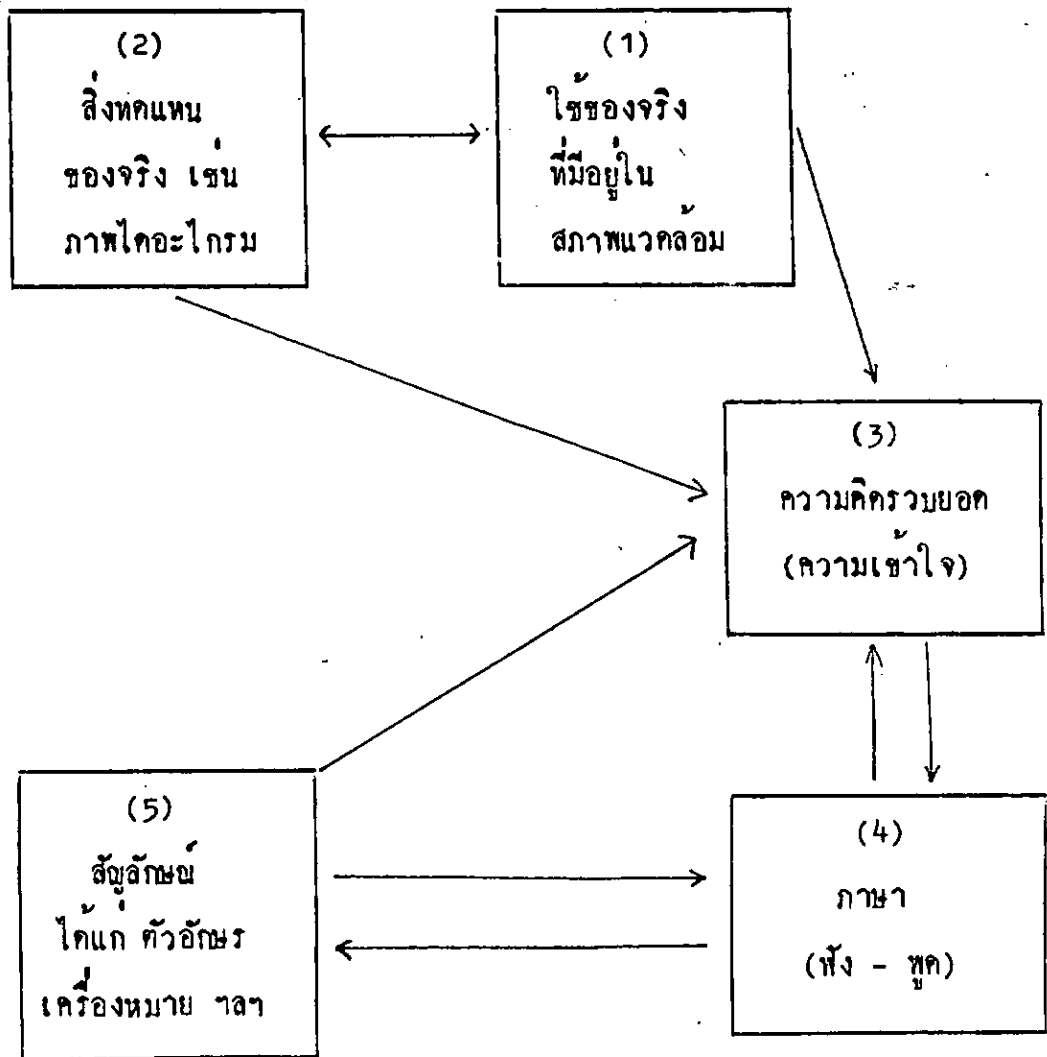 (2)
สิ่งทดแทน
ของจริง เช่น
ภาพไดอะไกรม
(1)
ใช้ของจริง
ที่มีอยู่ใน
สภาพแวดล้อม
(3)
ความคิดรวบยอด
(ความเข้าใจ)
(4)
ภาษา
(ฟัง - พูด)
(5)
สัญลักษณ์
ได้แก่ ตัวอักษร
เครื่องหมาย ฯลฯ